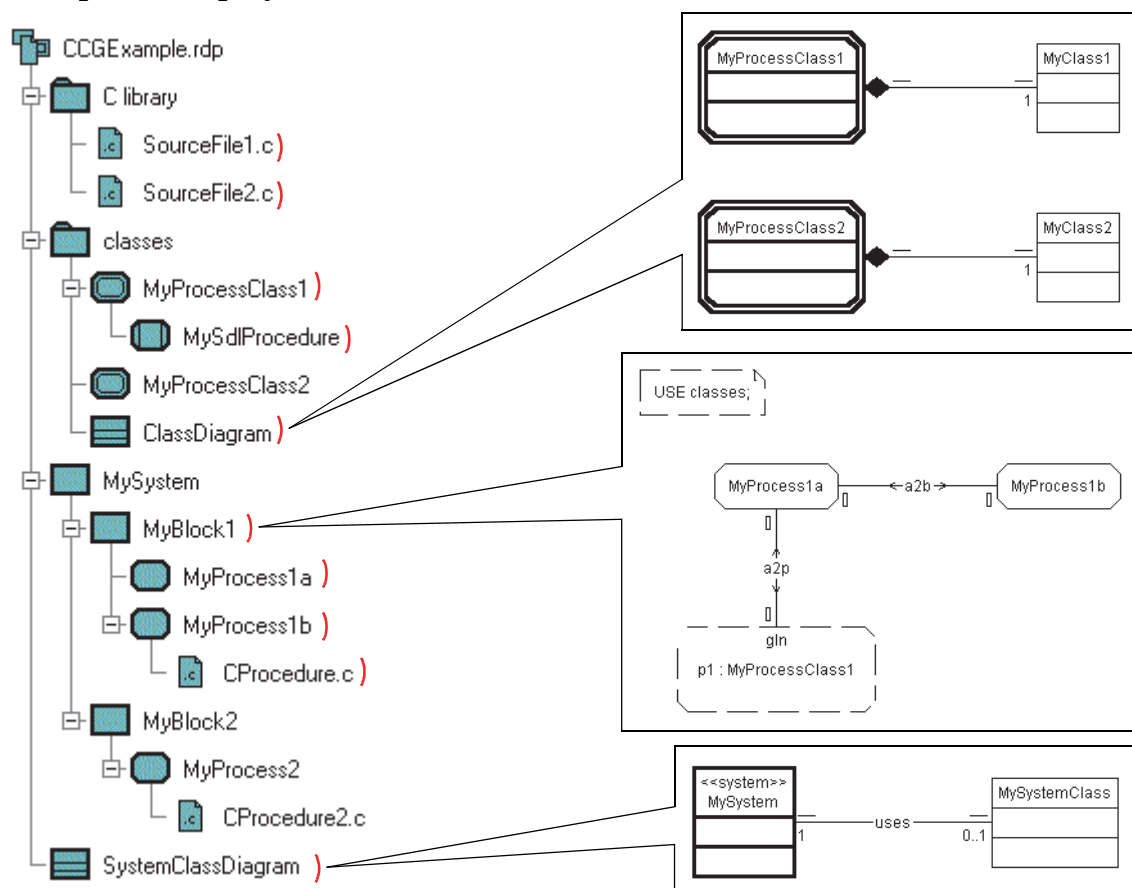 CCGExample.rdp
C library
.c
SourceFile1.c )
.c
SourceFile2.c )
classes
MyProcessClass1 )
MySdlProcedure )
MyProcessClass2
ClassDiagram )
MySystem
MyBlock1 )
MyProcess1a )
MyProcess1b )
.c
CProcedure.c )
MyBlock2
MyProcess2
.c
CProcedure2.c
SystemClassDiagram )
MyProcessClass1
MyClass1
1
MyProcessClass2
MyClass2
1
USE classes;
MyProcess1a
a2b
MyProcess1b
[]
[]
[]
a2p
[]
gIn
p1 : MyProcessClass1
<<system>>
MySystem
MySystemClass
uses
1
0..1